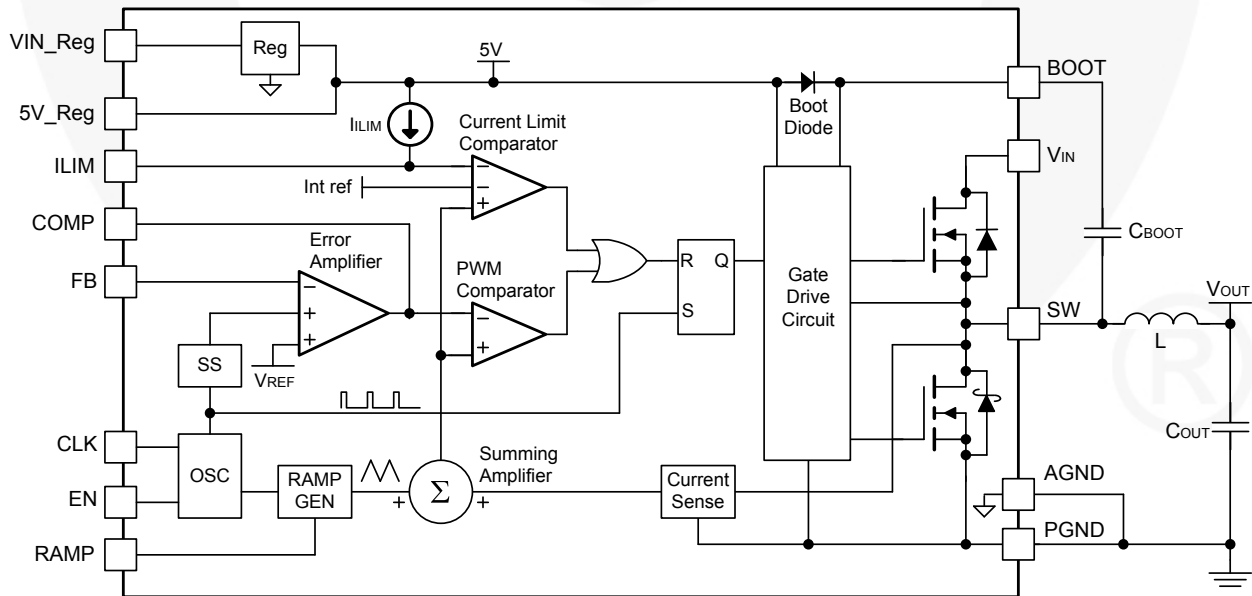 VIN_Reg
Reg
5V
BOOT
5V_Reg
IILIM
Current Limit
Comparator
Boot
Diode
ILIM
VIN
Int ref
COMP
Error
Amplifier
CBOOT
R
Q
FB
PWM
Comparator
Gate
Drive
Circuit
S
VOUT
SW
SS
VREF
L
CLK
COUT
OSC
RAMP
GEN
Σ
Summing
Amplifier
Current
Sense
AGND
EN
PGND
RAMP
®